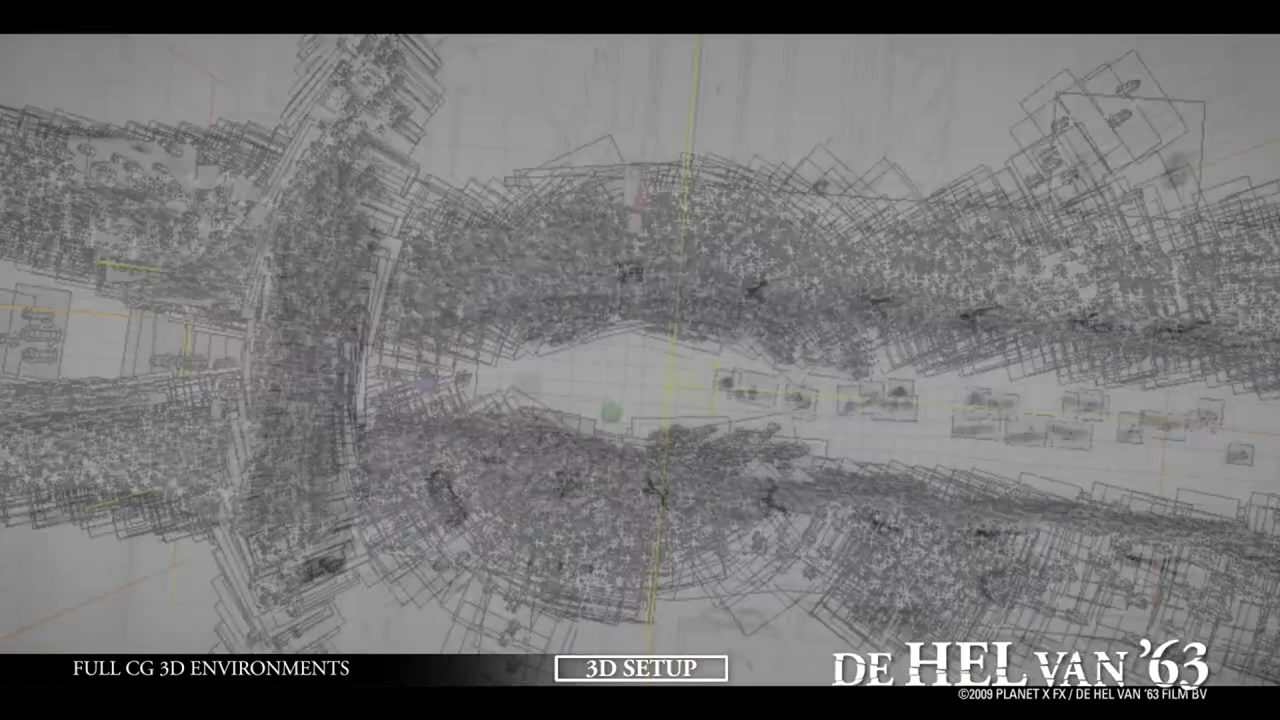 FULL CG 3D ENVIRONMENTS
3D SETUP
DE HEL VAN '63
©2009 PLANET X FX / DE HEL VAN '63 FILM BV